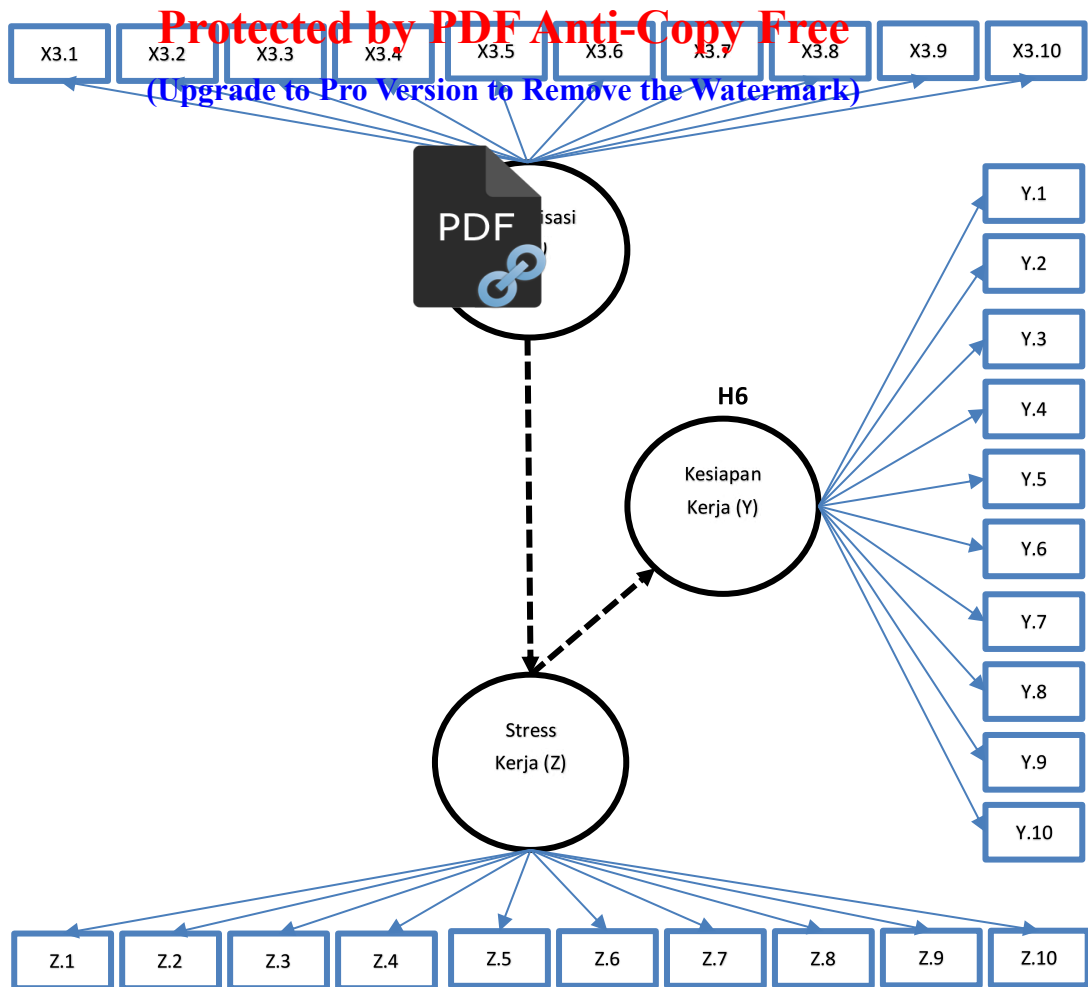 Protected by PDF Anti-Copy Free
(Upgrade to Pro Version to Remove the Watermark)
X3.1 X3.2 X3.3 X3.4 X3.5 X3.6 X3.7 X3.8 X3.9 X3.10
PDF
isasi
)
H6
Kesiapan
Kerja (Y)
Y.1
Y.2
Y.3
Y.4
Y.5
Y.6
Y.7
Y.8
Y.9
Y.10
Stress
Kerja (Z)
Z.1 Z.2 Z.3 Z.4 Z.5 Z.6 Z.7 Z.8 Z.9 Z.10